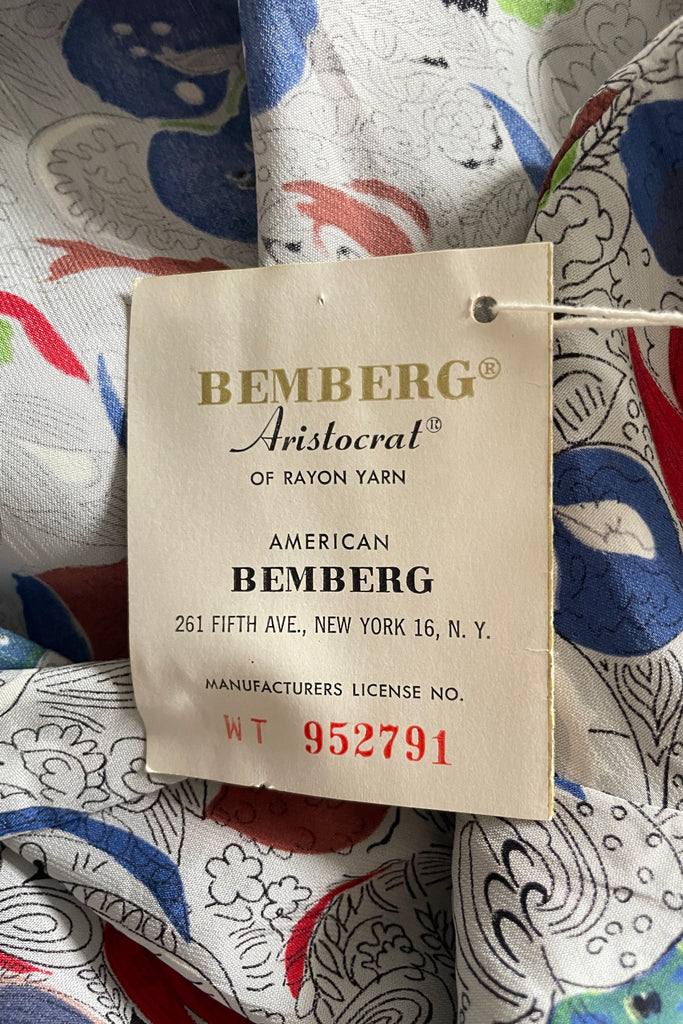 BEMBERG®
Aristocrat®
OF RAYON YARN
AMERICAN
BEMBERG
261 FIFTH AVE., NEW YORK 16, N. Y.
MANUFACTURERS LICENSE NO.
WT 952791